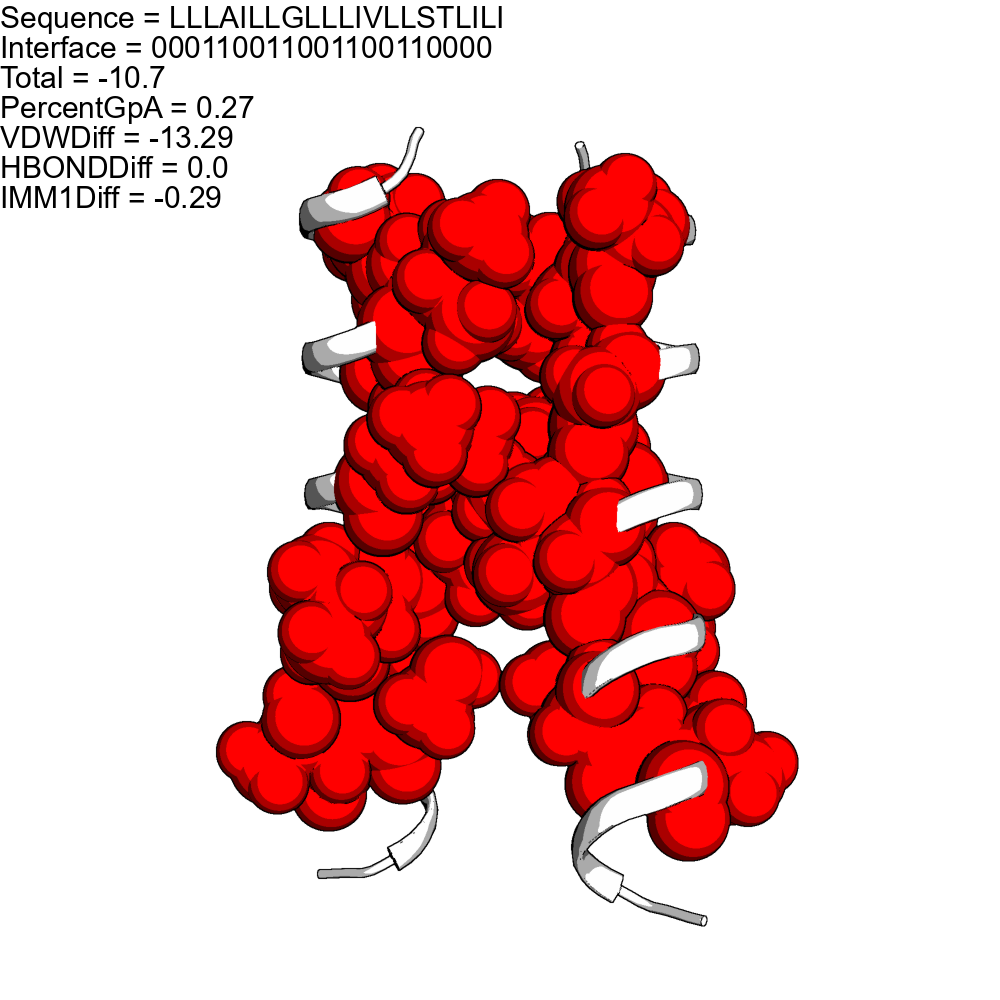 Sequence = LLLAILLGLLLIVLLSTLILI
Interface = 000110011001100110000
Total = -10.7
PercentGpA = 0.27
VDWDiff = -13.29
HBONDDiff = 0.0
IMM1Diff = -0.29